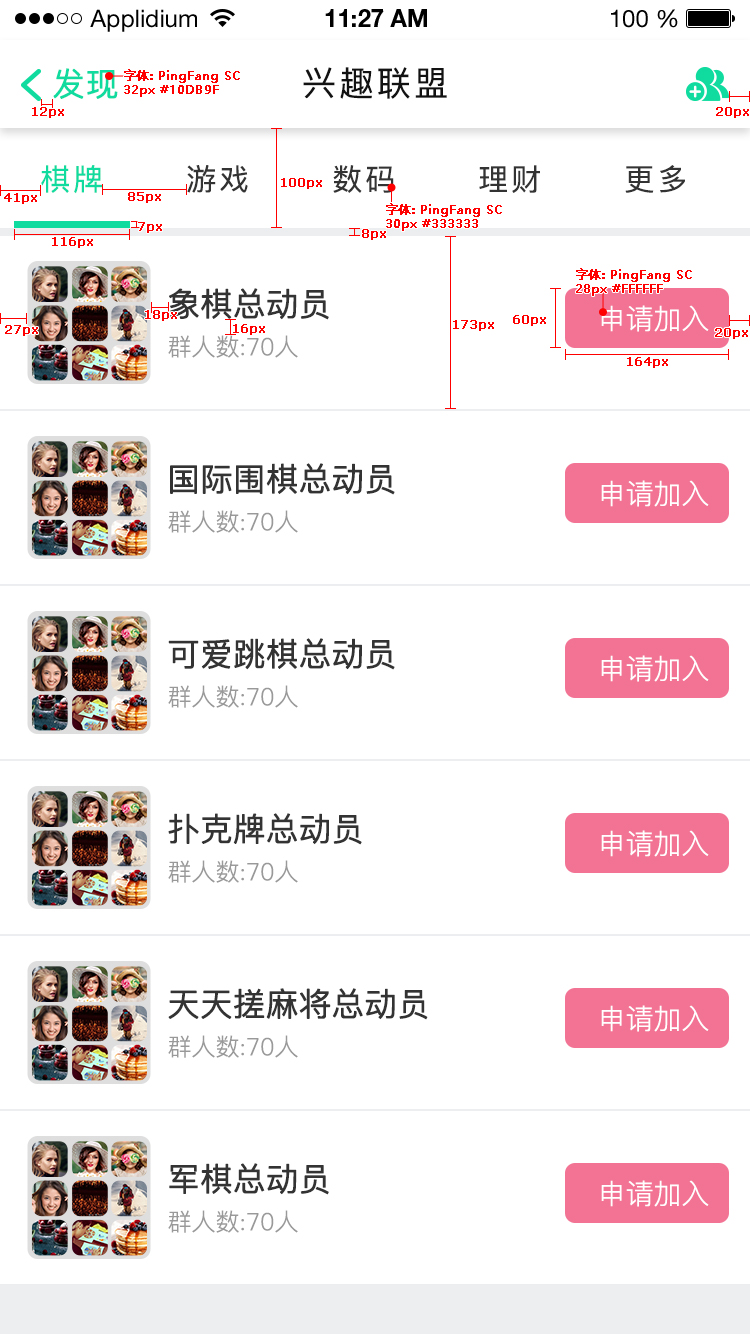 Applidium 11:27 AM 100 %
发现 兴趣联盟
字体: PingFang SC
32px #10DB9F
12px
20px
棋牌 游戏 数码 理财 更多
41px
85px
100px
字体: PingFang SC
30px #333333
7px
116px
8px
象棋总动员
群人数:70人
申请加入
字体: PingFang SC
28px #FFFFFF
27px
18px
16px
173px
60px
20px
164px
国际围棋总动员
群人数:70人
申请加入
可爱跳棋总动员
群人数:70人
申请加入
扑克牌总动员
群人数:70人
申请加入
天天搓麻将总动员
群人数:70人
申请加入
军棋总动员
群人数:70人
申请加入